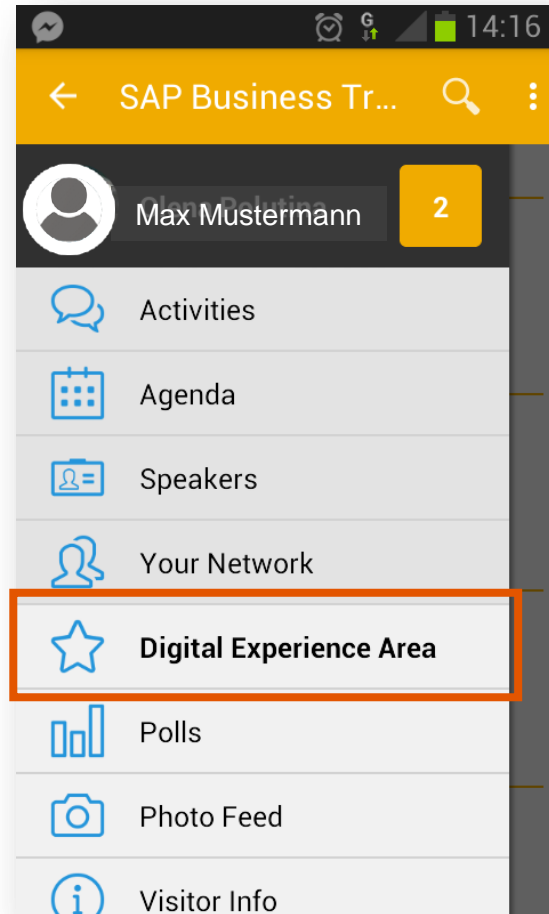 G 14:16
SAP Business Tr...
Max Mustermann 2
Activities
Agenda
Speakers
Your Network
Digital Experience Area
Polls
Photo Feed
Visitor Info